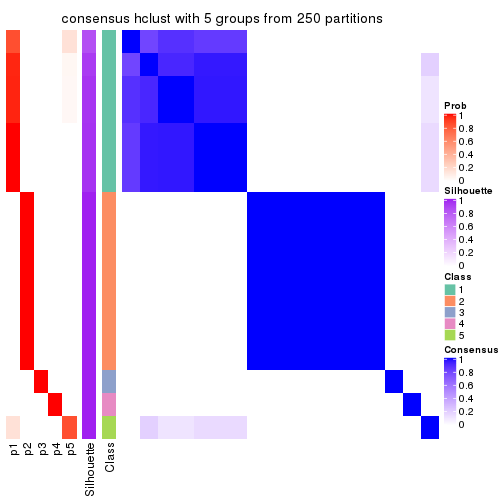 consensus hclust with 5 groups from 250 partitions
Prob
1
0.8
0.6
0.4
0.2
0
Silhouette
1
0.8
0.6
0.4
0.2
0
Class
1
2
3
4
5
Consensus
1
0.8
0.6
0.4
0.2
0
p1
p2
p3
p4
p5
Silhouette
Class